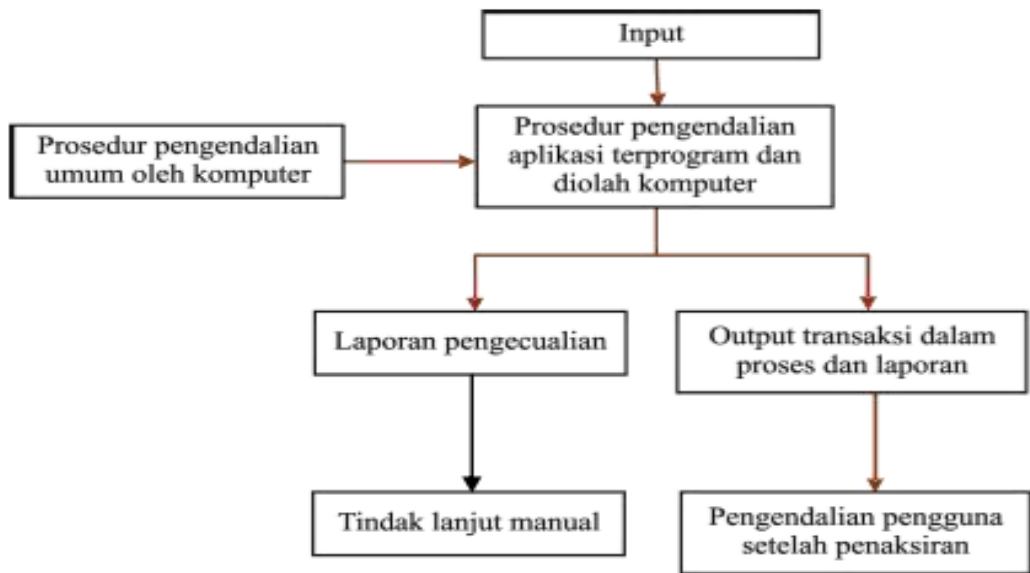 Input
Prosedur pengendalian
umum oleh komputer
Prosedur pengendalian
aplikasi terprogram dan
diolah komputer
Laporan pengecualian
Output transaksi dalam
proses dan laporan
Tindak lanjut manual
Pengendalian pengguna
setelah penaksiran